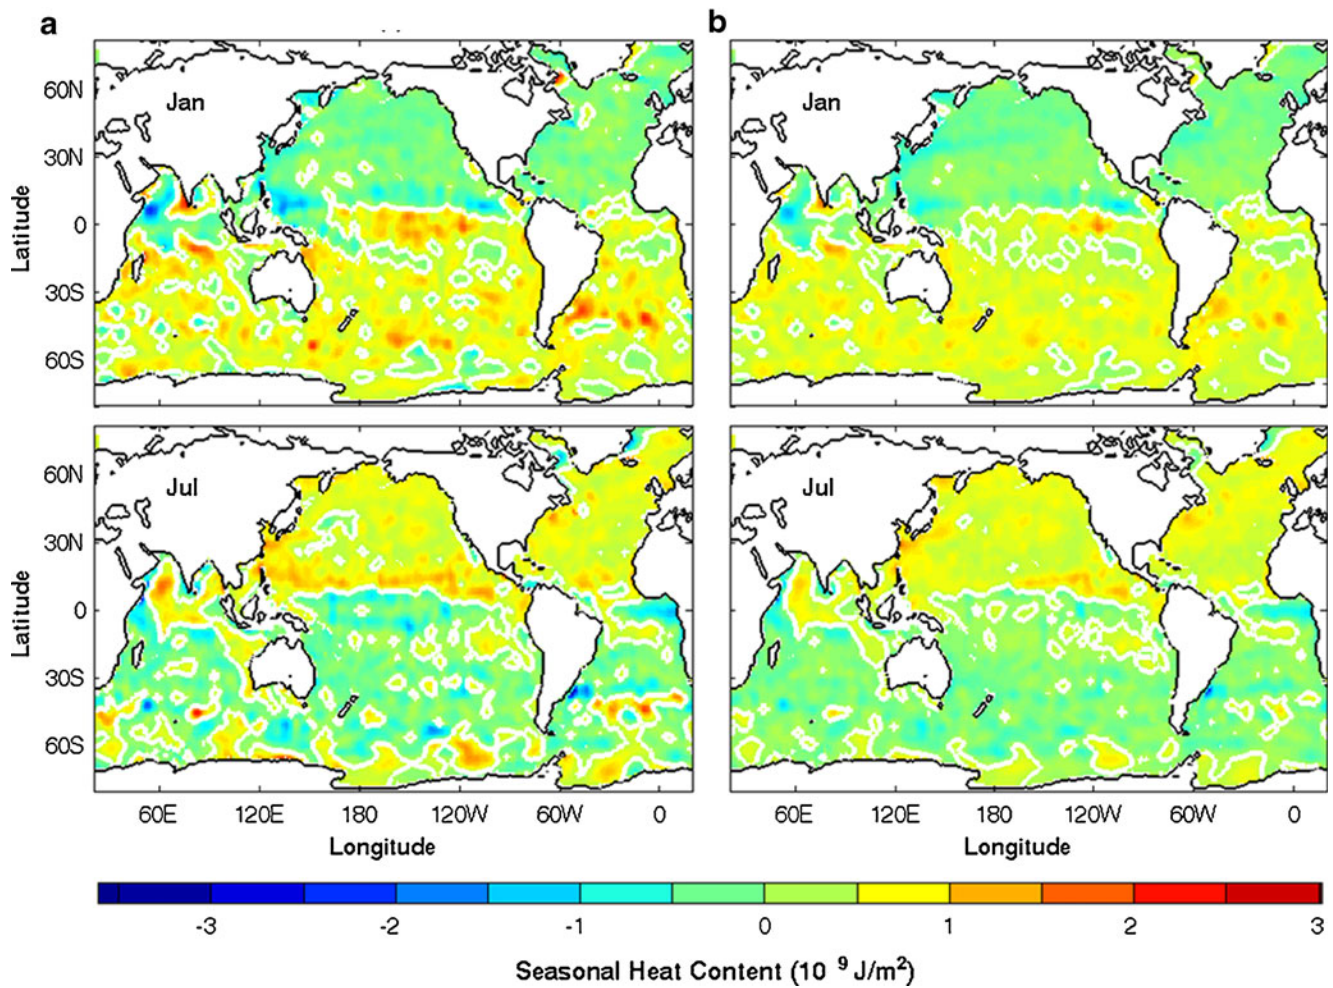 a
b
Jan
Jan
60N
30N
0
30S
60S
Latitude
Jul
Jul
60N
30N
0
30S
60S
Latitude
60E 120E 180 120W 60W 0
60E 120E 180 120W 60W 0
Longitude
Longitude
-3 -2 -1 0 1 2 3
Seasonal Heat Content (10 9 J/m2)